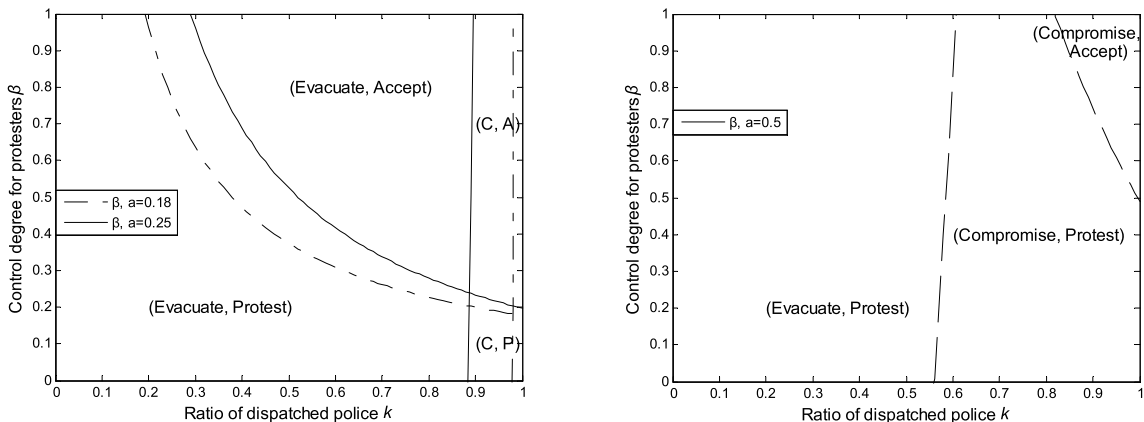 1
0.9
0.8
0.7
0.6
0.5
0.4
0.3
0.2
0.1
0
Control degree for protesters β
(Evacuate, Accept)
(C, A)
β, a=0.18
β, a=0.25
(Evacuate, Protest)
(C, P)
0 0.1 0.2 0.3 0.4 0.5 0.6 0.7 0.8 0.9 1
Ratio of dispatched police k
1
0.9
0.8
0.7
0.6
0.5
0.4
0.3
0.2
0.1
0
Control degree for protesters β
(Compromise,
Accept)
β, a=0.5
(Compromise, Protest)
(Evacuate, Protest)
0 0.1 0.2 0.3 0.4 0.5 0.6 0.7 0.8 0.9 1
Ratio of dispatched police k